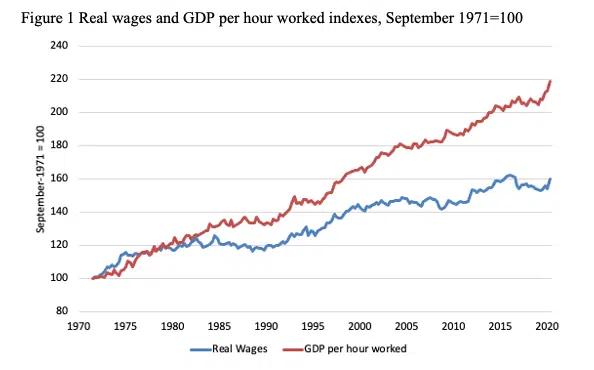 Figure 1 Real wages and GDP per hour worked indexes, September 1971=100
240
220
200
180
160
140
120
100
80
September-1971 = 100
1970 1975 1980 1985 1990 1995 2000 2005 2010 2015 2020
Real Wages GDP per hour worked